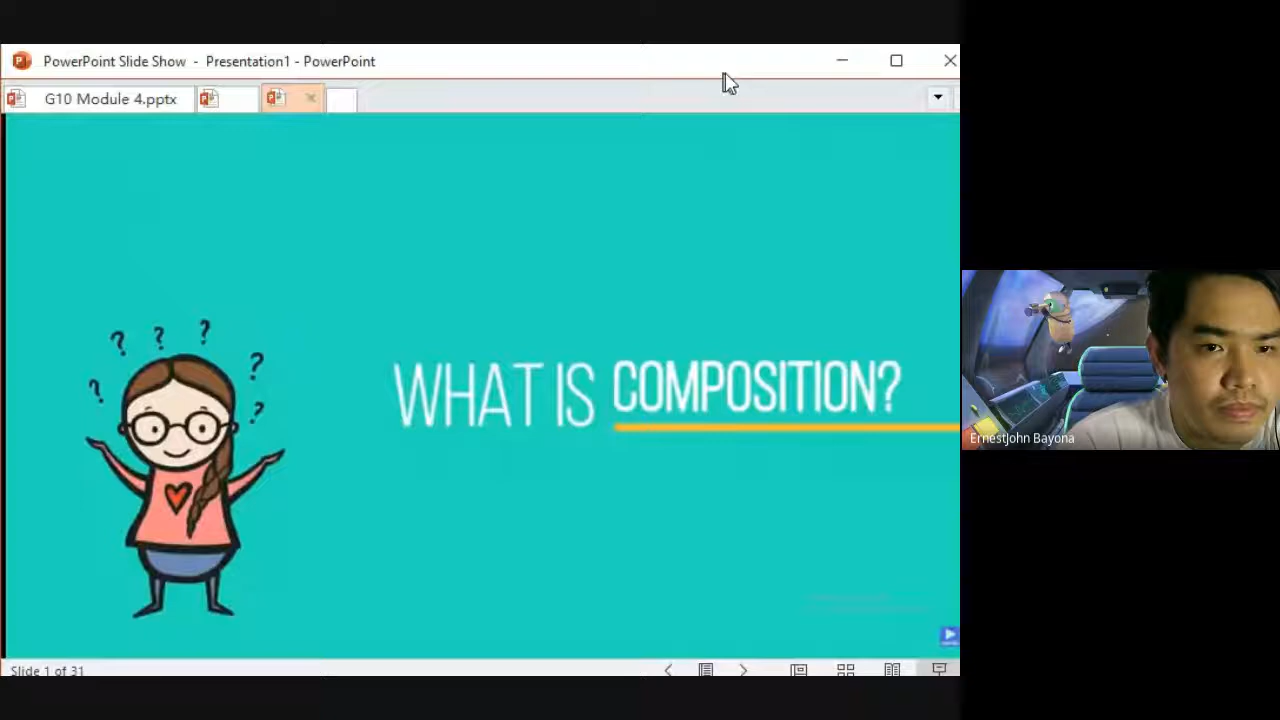 PowerPoint Slide Show - Presentation1 - PowerPoint
G10 Module 4.pptx
? ? ? ? ? ?
WHAT IS COMPOSITION?
ErnestJohn Bayona
Slide 1 of 31